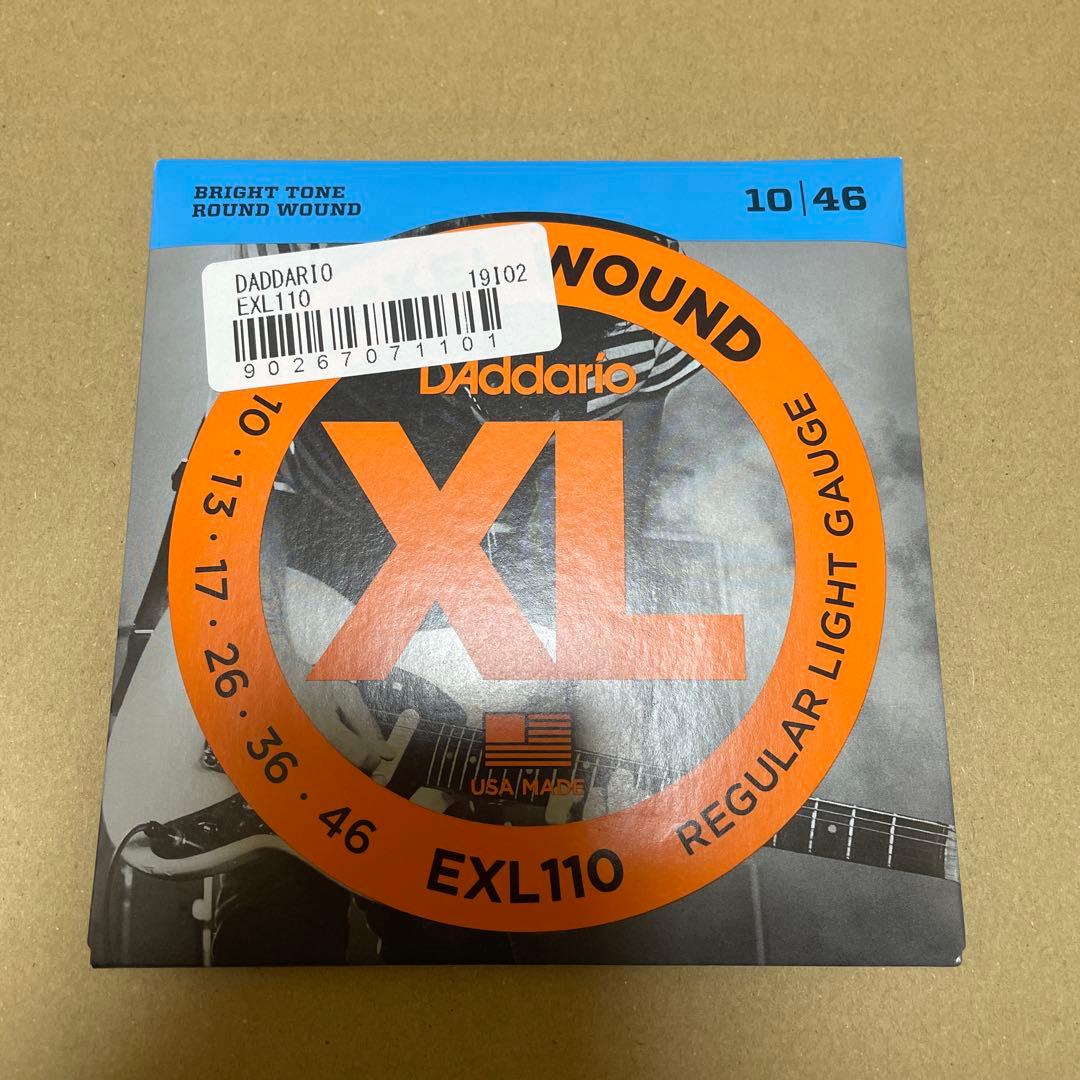 BRIGHT TONE
ROUND WOUND
10|46
DADDARIO
19I02
EXL110
90267071101
WOUND
D'Addario
XL
USA MADE
10 · 13 · 17 · 26 · 36 · 46
EXL110
REGULAR LIGHT GAUGE